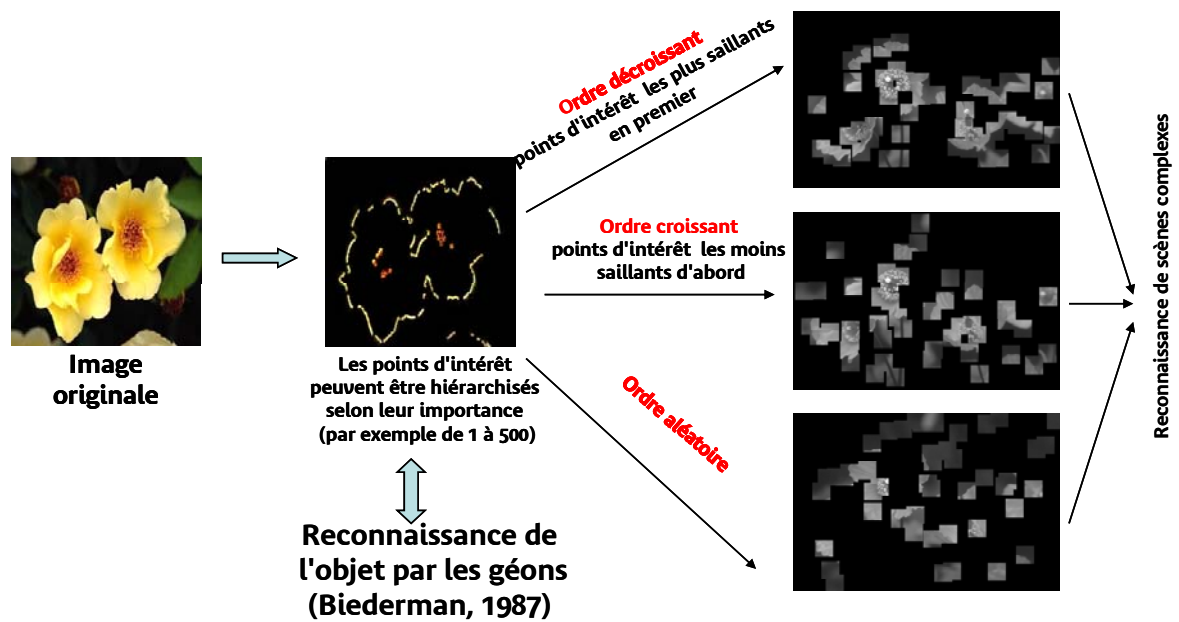 Image
originale
Les points d'intérêt
peuvent être hiérarchisés
selon leur importance
(par exemple de 1 à 500)
Reconnaissance de
l'objet par les géons
(Biederman, 1987)
Ordre décroissant
points d'intérêt les plus saillants
en premier
Ordre croissant
points d'intérêt les moins
saillants d'abord
Ordre aléatoire
Reconnaissance de scènes complexes